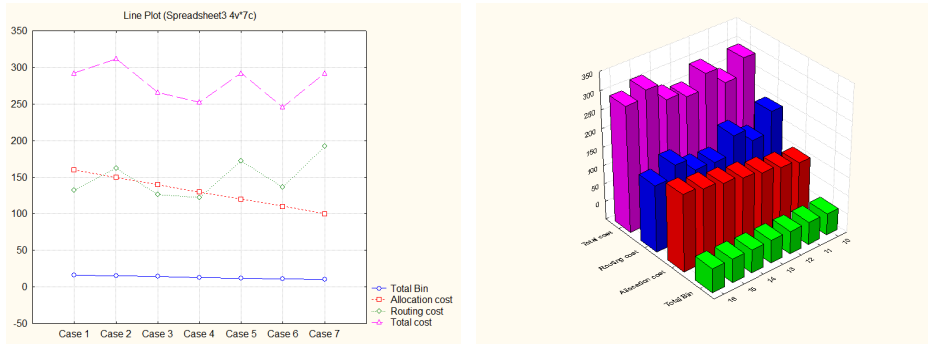 Line Plot (Spreadsheet3 4v*7c)
350
300
250
200
150
100
50
0
-50
Case 1 Case 2 Case 3 Case 4 Case 5 Case 6 Case 7
Total Bin
Allocation cost
Routing cost
Total cost
350
300
250
200
150
100
50
0
Total cost
Routing cost
Allocation cost
Total Bin
16 15 14 13 12 11 10